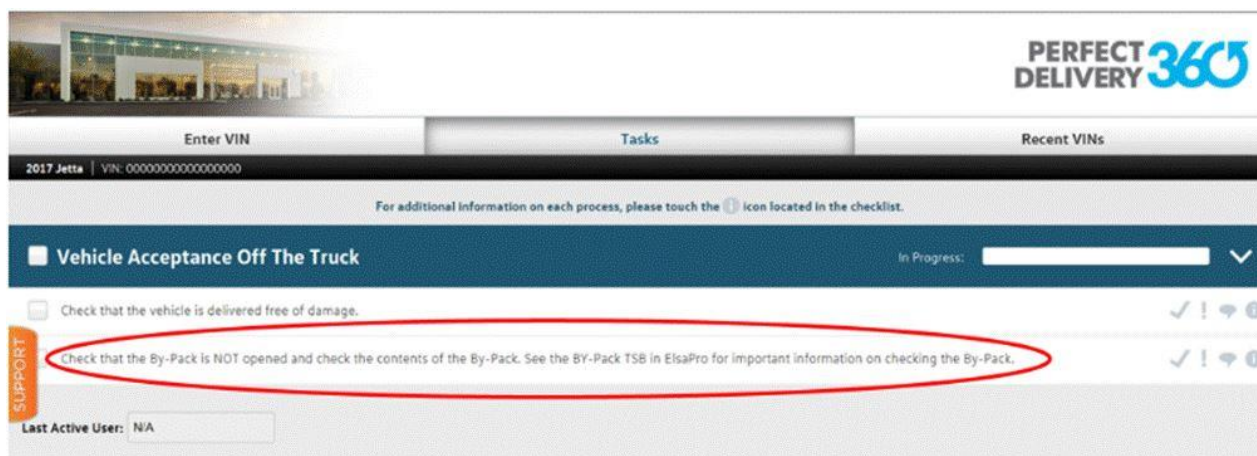 PERFECT
DELIVERY 360
Enter VIN Tasks Recent VINs
2017 Jetta | VIN: 00000000000000000
For additional information on each process, please touch the i icon located in the checklist.
Vehicle Acceptance Off The Truck In Progress:
Check that the vehicle is delivered free of damage.
Check that the By-Pack is NOT opened and check the contents of the By-Pack. See the BY-Pack TSB in ElsaPro for important information on checking the By-Pack.
SUPPORT
Last Active User: N/A